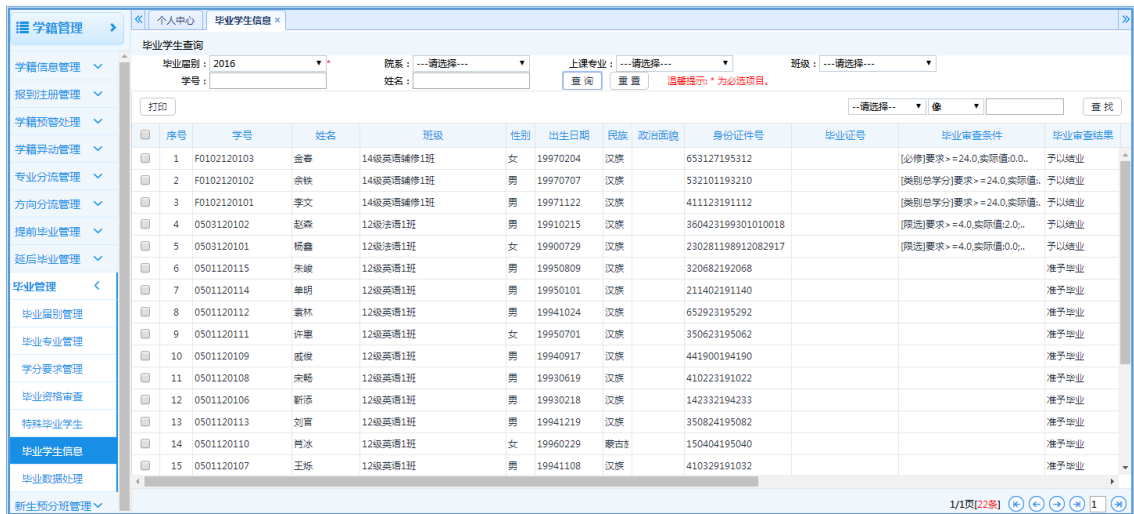 学籍管理
学籍信息管理
报到注册管理
学籍预警处理
学籍异动管理
专业分流管理
方向分流管理
提前毕业管理
延后毕业管理
毕业管理
毕业届别管理
毕业专业管理
学分要求管理
毕业资格审查
特殊毕业学生
毕业学生信息
毕业数据处理
新生预分班管理
个人中心 毕业学生信息 ×
毕业学生查询
毕业届别： 2016 * 院系： ---请选择--- 上课专业： ---请选择--- 班级： ---请选择---
学号： 姓名： 查 询 重 置 温馨提示: * 为必选项目。
打印 --请选择-- 像 查 找
序号 学号 姓名 班级 性别 出生日期 民族 政治面貌 身份证件号 毕业证号 毕业审查条件 毕业审查结果
1 F0102120103 金春 14级英语辅修1班 女 19970204 汉族 653127195312 [必修]要求>=24.0,实际值:0.0.. 予以结业
2 F0102120102 余铁 14级英语辅修1班 男 19970707 汉族 532101193210 [类别总学分]要求>=24.0,实际值:. 予以结业
3 F0102120101 李文 14级英语辅修1班 男 19971122 汉族 411123191112 [类别总学分]要求>=24.0,实际值:. 予以结业
4 0503120102 赵森 12级法语1班 男 19910215 汉族 360423199301010018 [限选]要求>=4.0,实际值:2.0;.. 予以结业
5 0503120101 杨鑫 12级法语1班 女 19900729 汉族 230281198912082917 [限选]要求>=4.0,实际值:0.0;.. 予以结业
6 0501120115 朱峻 12级英语1班 男 19950809 汉族 320682192068 准予毕业
7 0501120114 单明 12级英语1班 男 19950101 汉族 211402191140 准予毕业
8 0501120112 袁林 12级英语1班 男 19941024 汉族 652923195292 准予毕业
9 0501120111 许惠 12级英语1班 女 19950701 汉族 350623195062 准予毕业
10 0501120109 戚俊 12级英语1班 男 19940917 汉族 441900194190 准予毕业
11 0501120108 宋畅 12级英语1班 男 19930619 汉族 410223191022 准予毕业
12 0501120106 靳添 12级英语1班 男 19930218 汉族 142332194233 准予毕业
13 0501120113 刘官 12级英语1班 男 19941219 汉族 350824195082 准予毕业
14 0501120110 肖冰 12级英语1班 女 19960229 蒙古族 150404195040 准予毕业
15 0501120107 王烁 12级英语1班 男 19941108 汉族 410329191032 准予毕业
1/1页[22条] 1